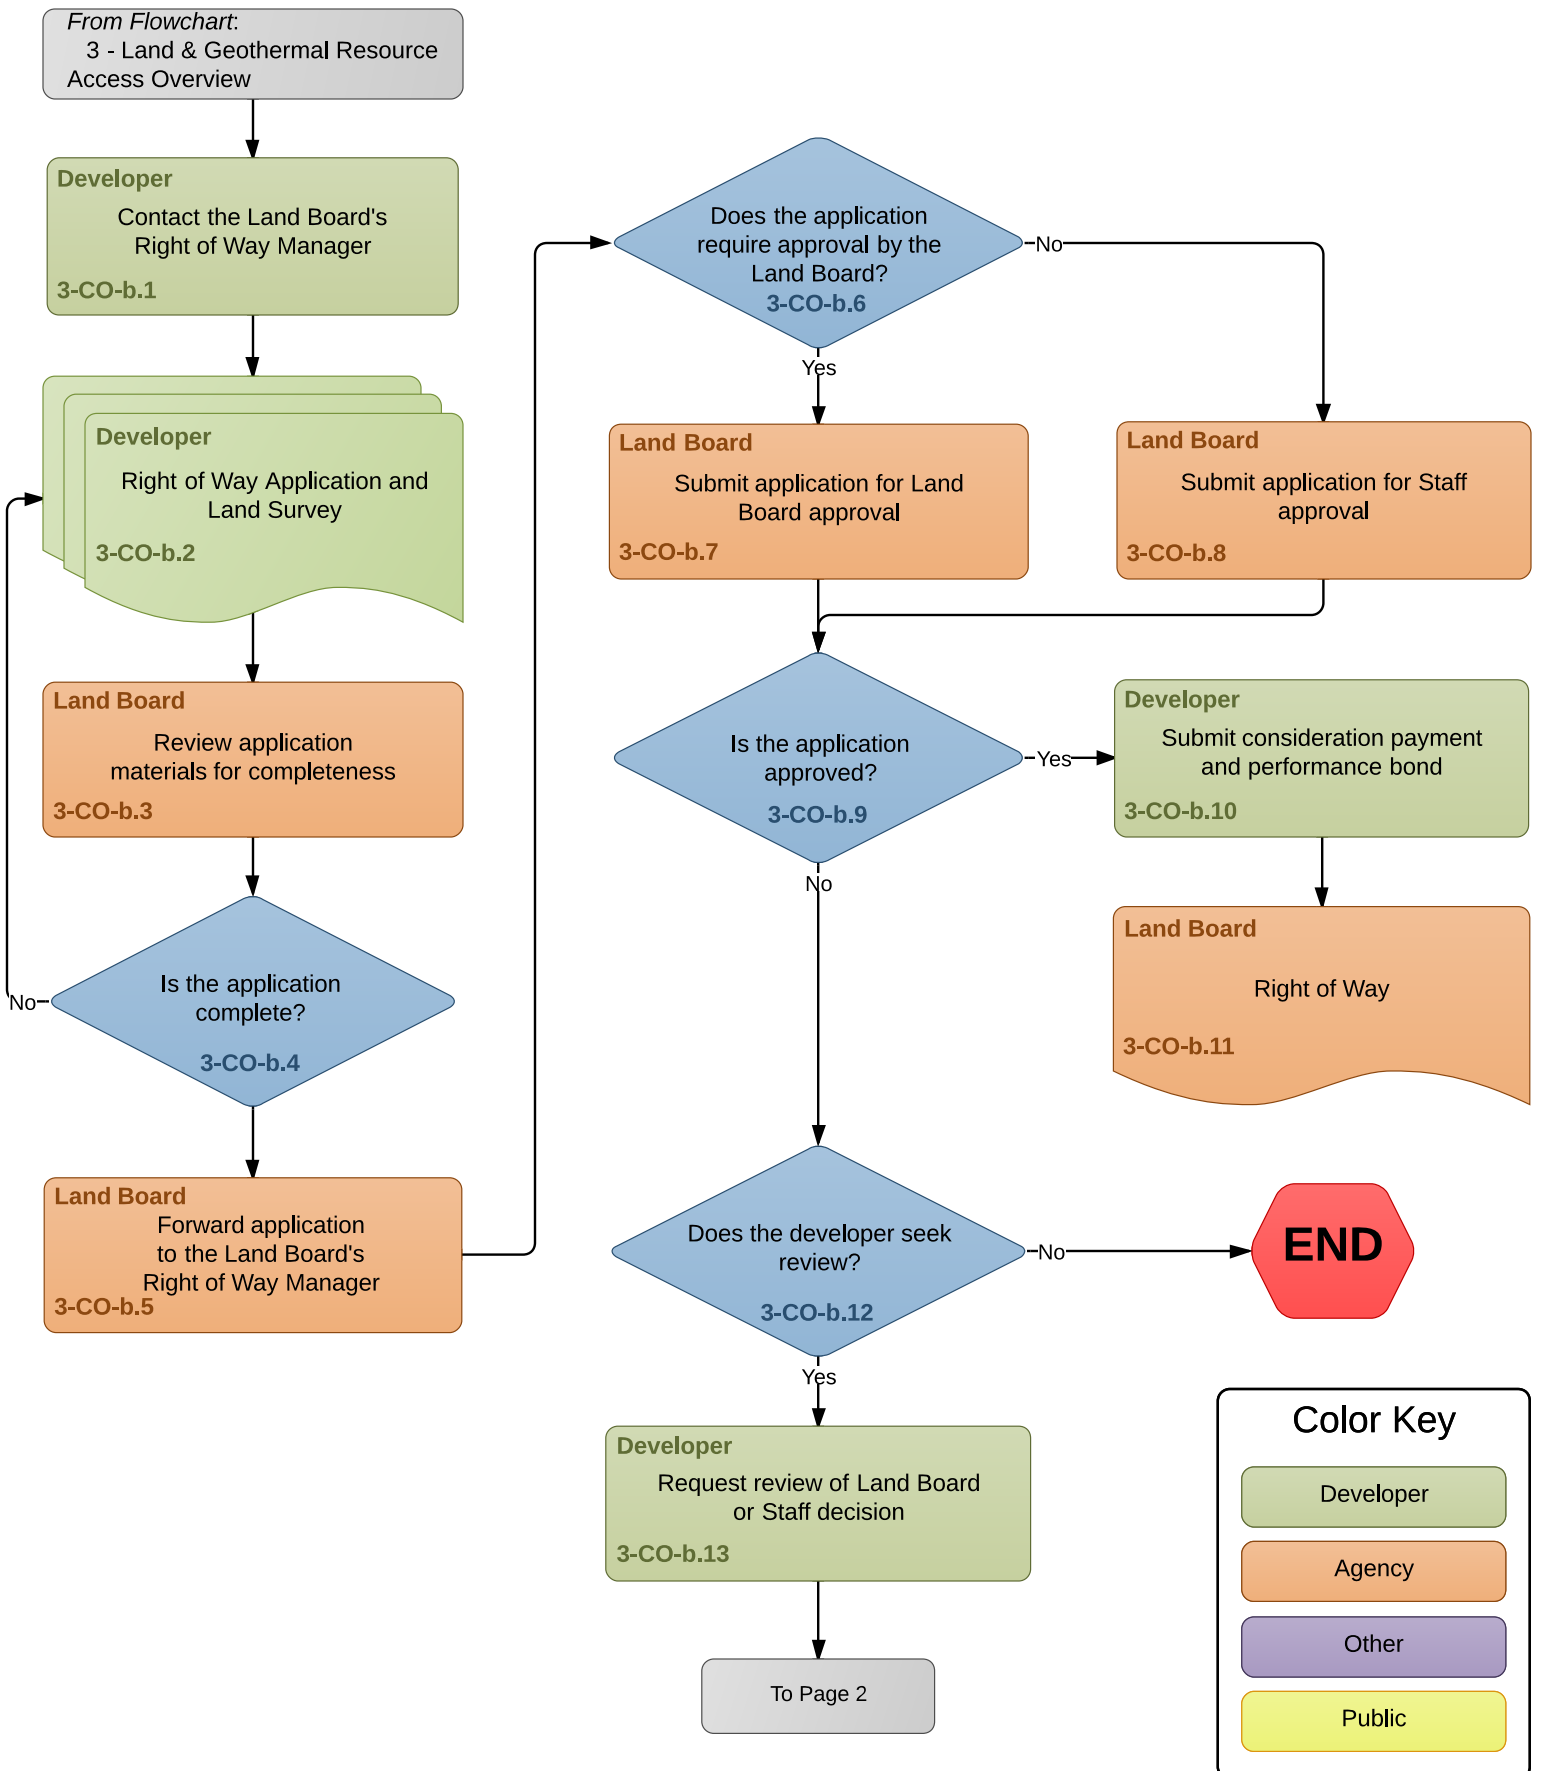 From Flowchart:
3 - Land & Geothermal Resource
Access Overview
Developer
Contact the Land Board's
Right of Way Manager
3-CO-b.1
Developer
Right of Way Application and
Land Survey
3-CO-b.2
Land Board
Review application
materials for completeness
3-CO-b.3
Is the application
complete?
3-CO-b.4
No
Land Board
Forward application
to the Land Board's
Right of Way Manager
3-CO-b.5
Does the application
require approval by the
Land Board?
3-CO-b.6
No
Yes
Land Board
Submit application for Land
Board approval
3-CO-b.7
Land Board
Submit application for Staff
approval
3-CO-b.8
Is the application
approved?
3-CO-b.9
Yes
No
Developer
Submit consideration payment
and performance bond
3-CO-b.10
Land Board
Right of Way
3-CO-b.11
Does the developer seek
review?
3-CO-b.12
No
END
Yes
Developer
Request review of Land Board
or Staff decision
3-CO-b.13
To Page 2
Color Key
Developer
Agency
Other
Public